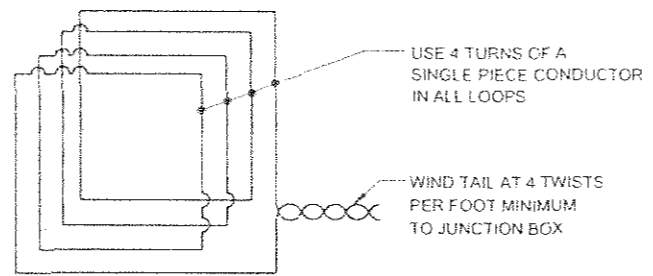 USE 4 TURNS OF A
SINGLE PIECE CONDUCTOR
IN ALL LOOPS
WIND TAIL AT 4 TWISTS
PER FOOT MINIMUM
TO JUNCTION BOX